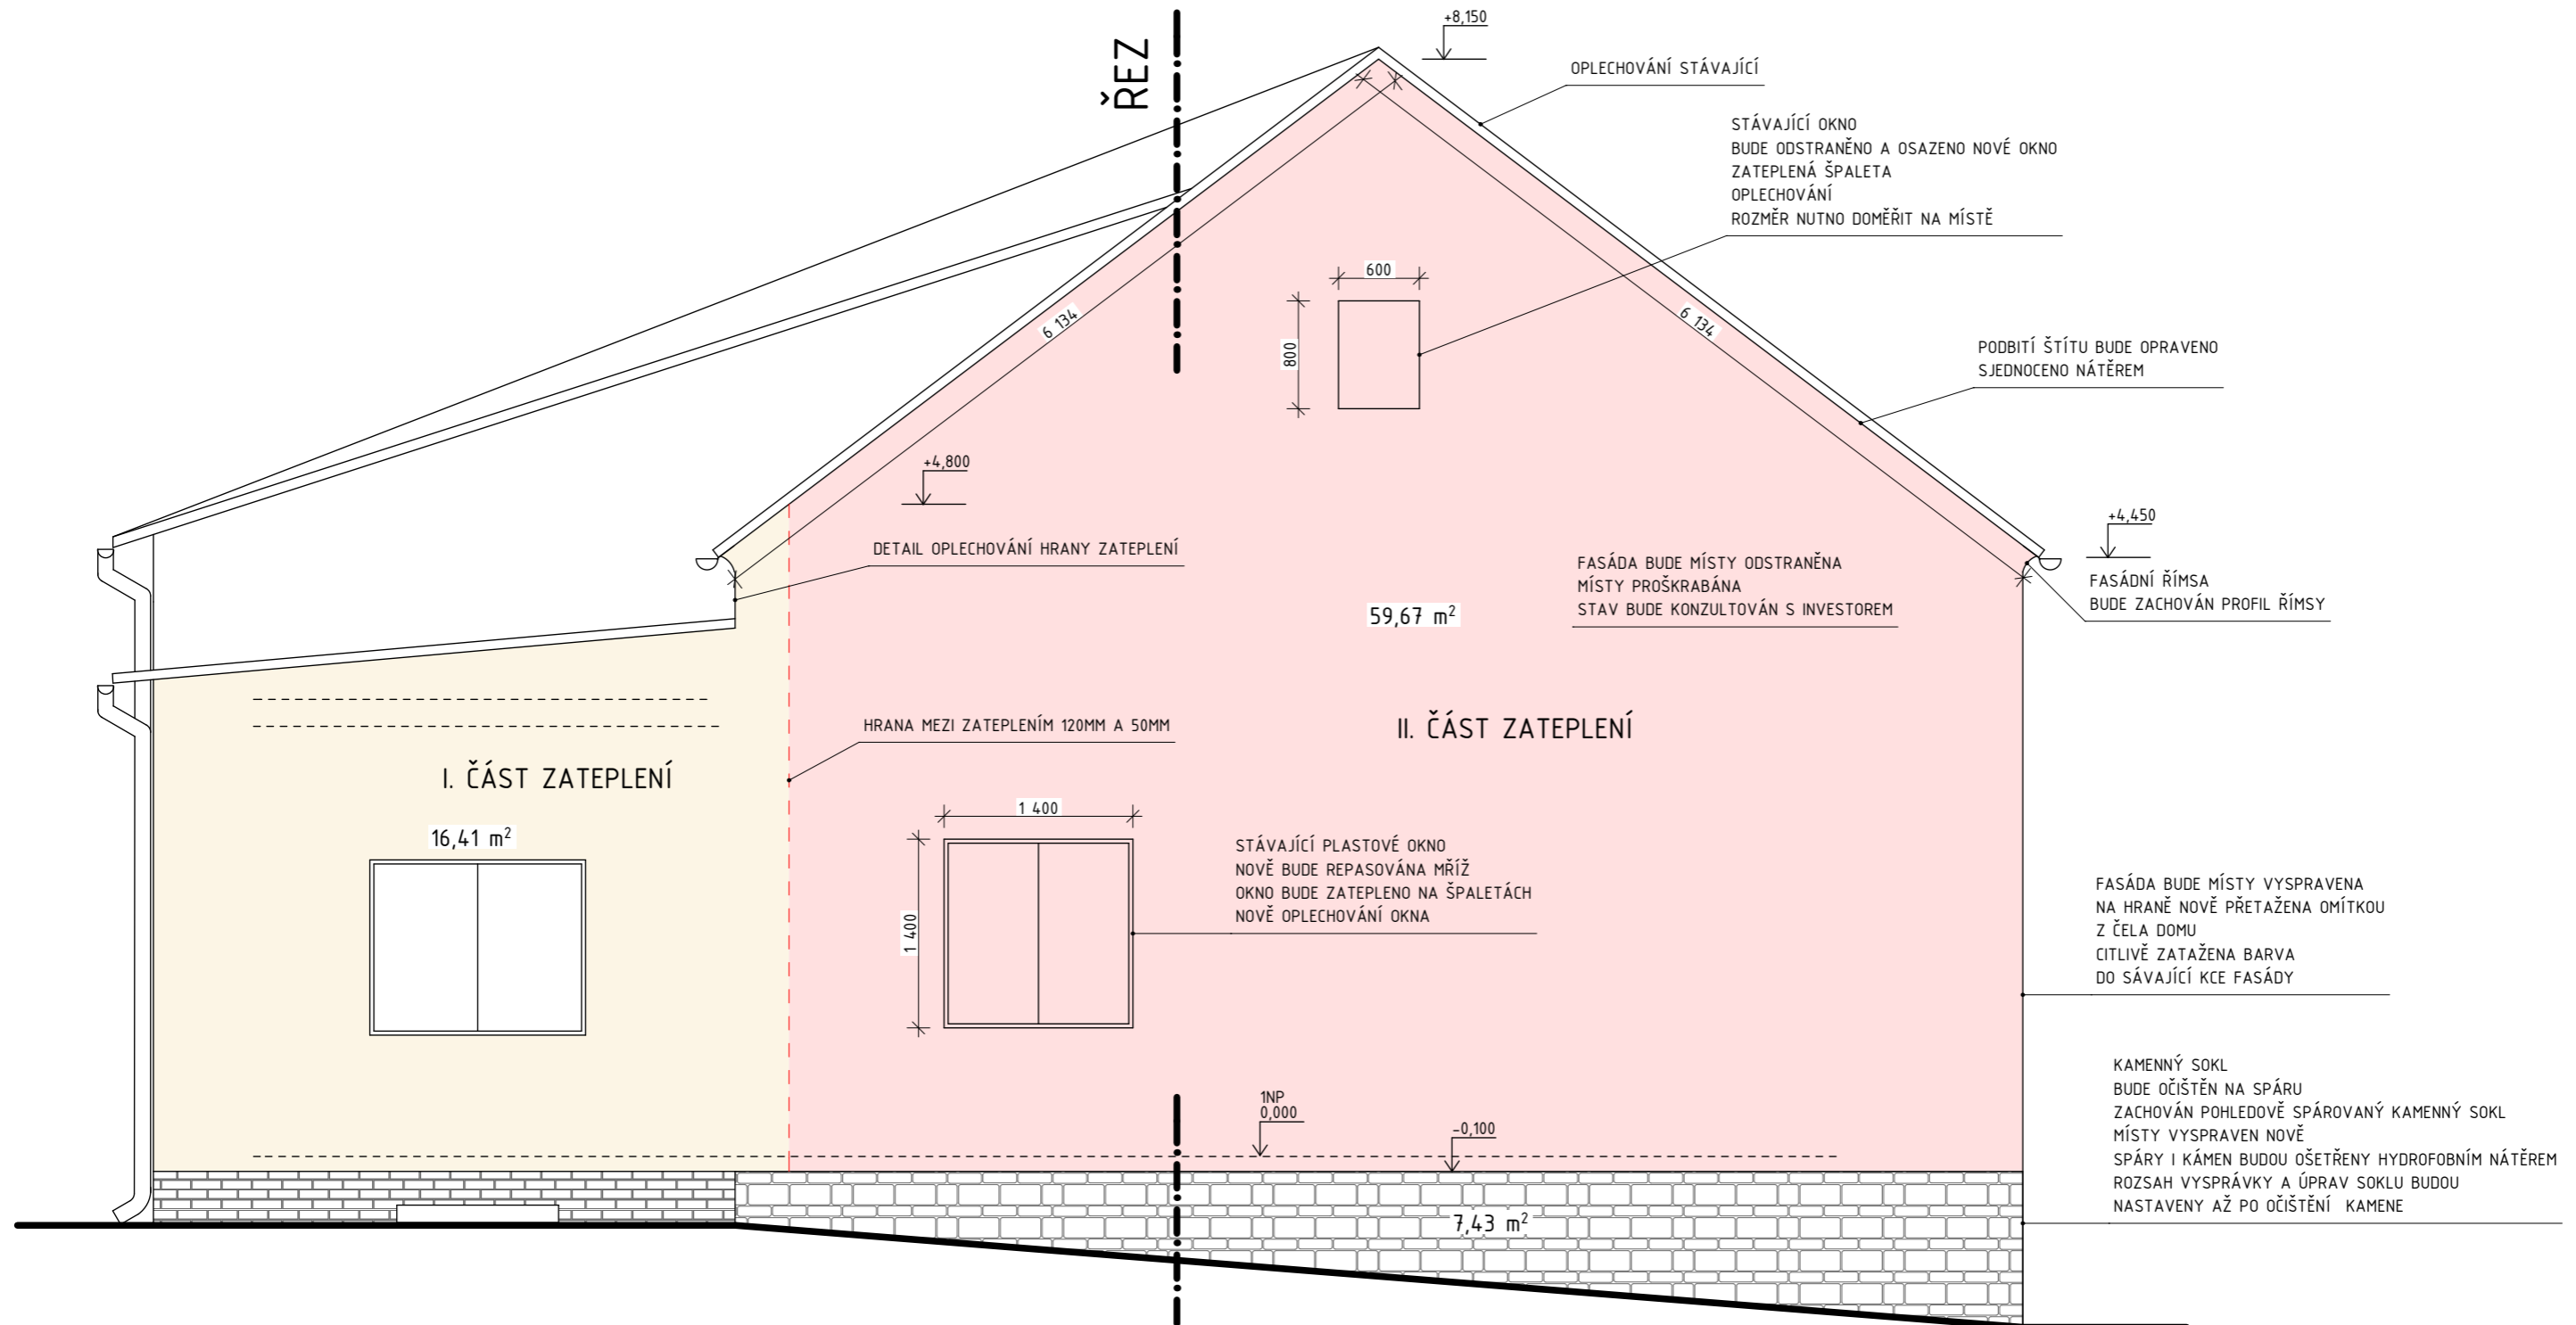 ŘEZ
+8,150
OPLECHOVÁNÍ STÁVAJÍCÍ
STÁVAJÍCÍ OKNO
BUDE ODSTRANĚNO A OSAZENO NOVÉ OKNO
ZATEPLENÁ ŠPALETA
OPLECHOVÁNÍ
ROZMĚR NUTNO DOMĚŘIT NA MÍSTĚ
600
800
6 134
6 134
PODBITÍ ŠTÍTU BUDE OPRAVENO
SJEDNOCENO NÁTĚREM
+4,800
+4,450
DETAIL OPLECHOVÁNÍ HRANY ZATEPLENÍ
FASÁDA BUDE MÍSTY ODSTRANĚNA
MÍSTY PROŠKRABÁNA
STAV BUDE KONZULTOVÁN S INVESTOREM
59,67 m²
FASÁDNÍ ŘÍMSA
BUDE ZACHOVÁN PROFIL ŘÍMSY
HRANA MEZI ZATEPLENÍM 120MM A 50MM
II. ČÁST ZATEPLENÍ
I. ČÁST ZATEPLENÍ
16,41 m²
1 400
1 400
STÁVAJÍCÍ PLASTOVÉ OKNO
NOVĚ BUDE REPASOVÁNA MŘÍŽ
OKNO BUDE ZATEPLENO NA ŠPALETÁCH
NOVĚ OPLECHOVÁNÍ OKNA
FASÁDA BUDE MÍSTY VYSPRAVENA
NA HRANĚ NOVĚ PŘETAŽENA OMÍTKOU
Z ČELA DOMU
CITLIVĚ ZATAŽENA BARVA
DO SÁVAJÍCÍ KCE FASÁDY
1NP
0,000
-0,100
7,43 m²
KAMENNÝ SOKL
BUDE OČIŠTĚN NA SPÁRU
ZACHOVÁN POHLEDOVĚ SPÁROVANÝ KAMENNÝ SOKL
MÍSTY VYSPRAVEN NOVĚ
SPÁRY I KÁMEN BUDOU OŠETŘENY HYDROFOBNÍM NÁTĚREM
ROZSAH VYSPRÁVKY A ÚPRAV SOKLU BUDOU
NASTAVENY AŽ PO OČIŠTĚNÍ KAMENE